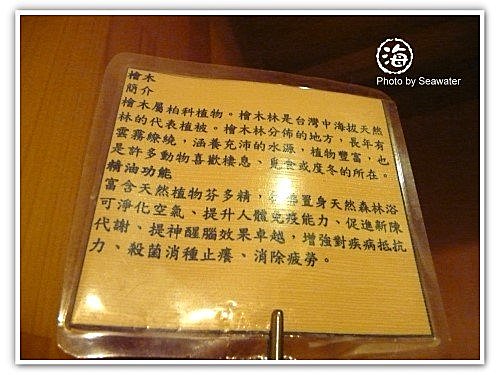 檜木
簡介
檜木屬柏科植物。檜木林是台灣中海拔天然
林的代表植被。檜木林分佈的地方,長年有
雲霧繚繞,涵養充沛的水源,植物豐富,也
是許多動物喜歡棲息、覓食或度冬的所在。
精油功能
富含天然植物芬多精,置身天然森林浴
可淨化空氣、提升人體免疫能力、促進新陳
代謝、提神醒腦效果卓越,增強對疾病抵抗
力、殺菌消種止癢、消除疲勞。
海
Photo by Seawater